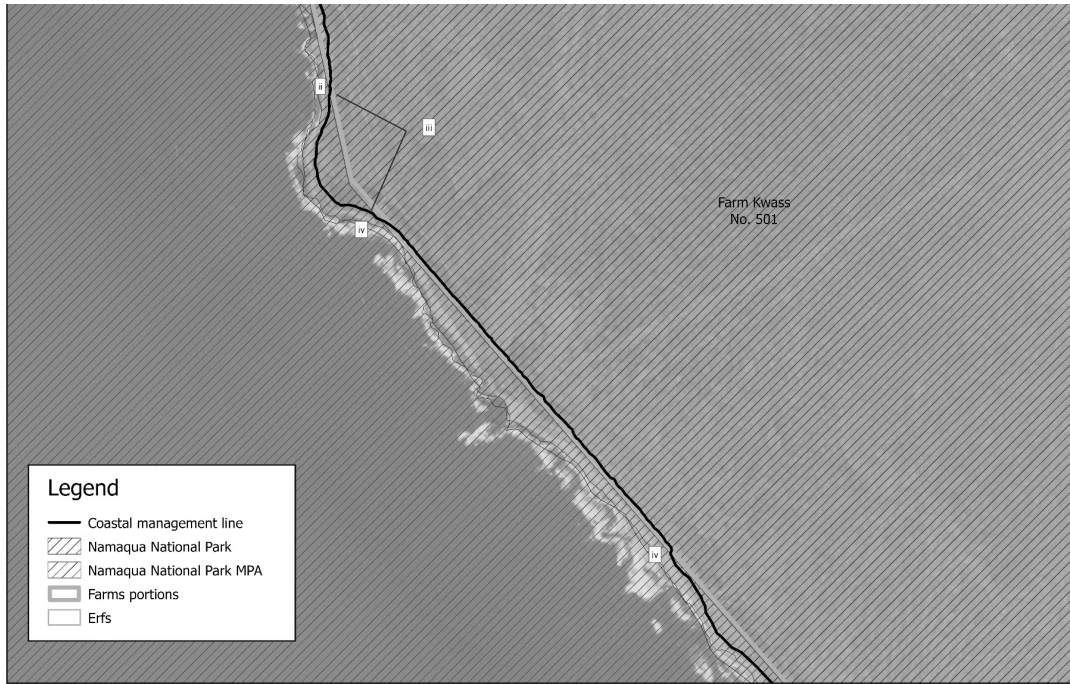 ii
iii
Farm Kwass
No. 501
iv
iv
Legend
Coastal management line
Namaqua National Park
Namaqua National Park MPA
Farms portions
Erfs